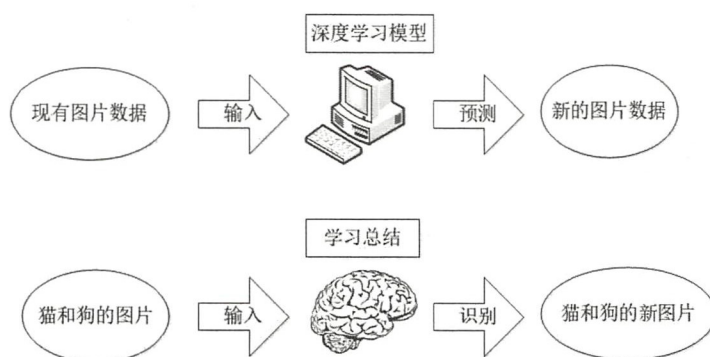 深度学习模型
现有图片数据
输入
预测
新的图片数据
学习总结
猫和狗的图片
输入
识别
猫和狗的新图片